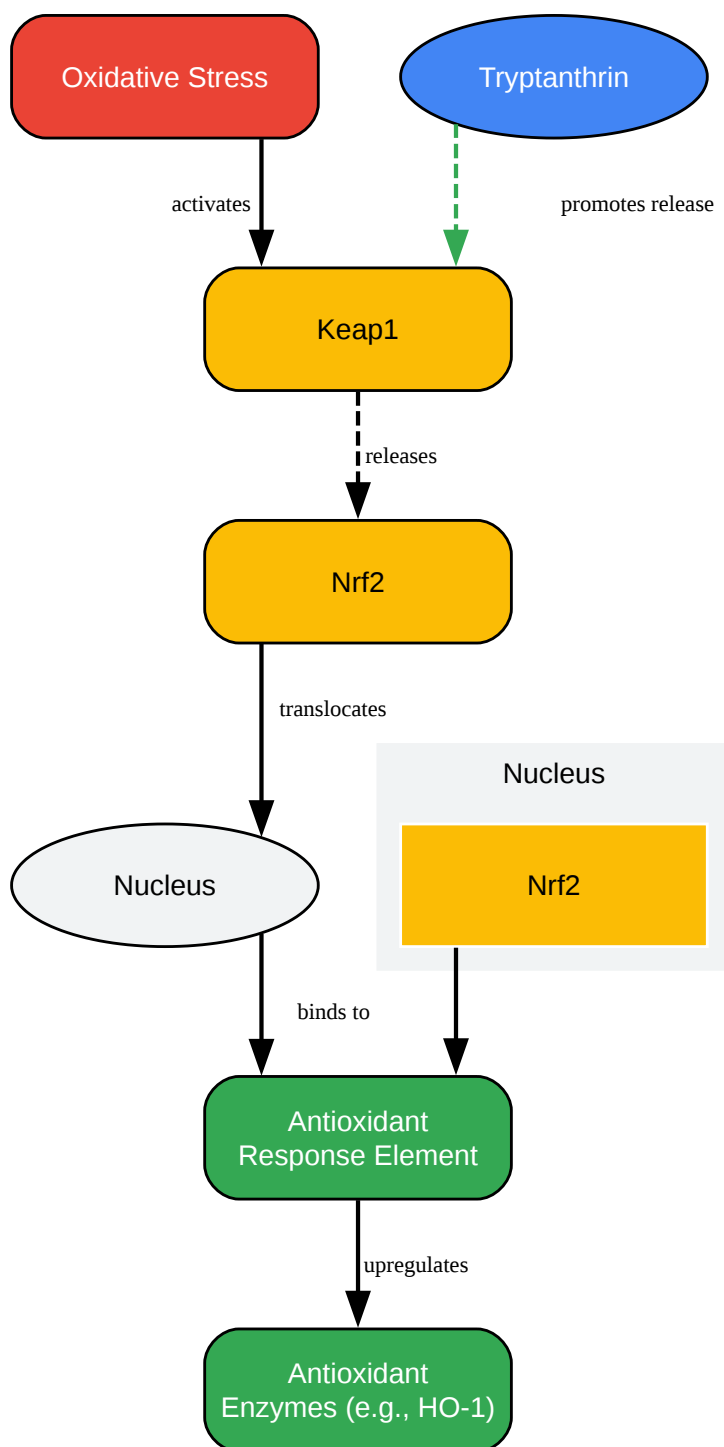 Oxidative Stress
Tryptanthrin
activates
promotes release
Keap1
releases
Nrf2
translocates
Nucleus
Nrf2
Nucleus
binds to
Antioxidant
Response Element
upregulates
Antioxidant
Enzymes (e.g., HO-1)